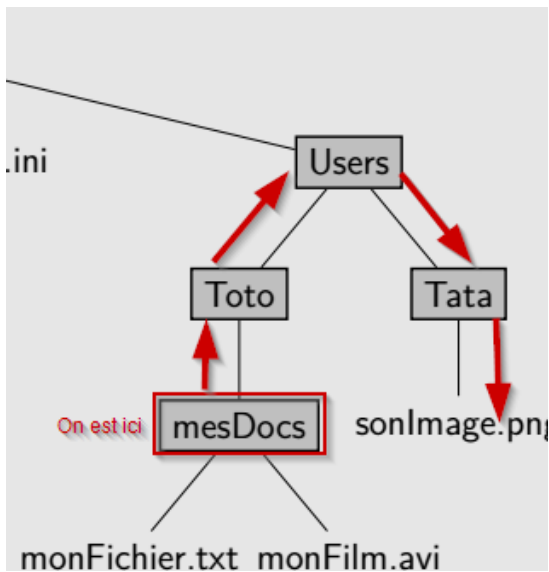 .ini
Users
Toto
Tata
On est ici
mesDocs
sonImage.png
monFichier.txt
monFilm.avi